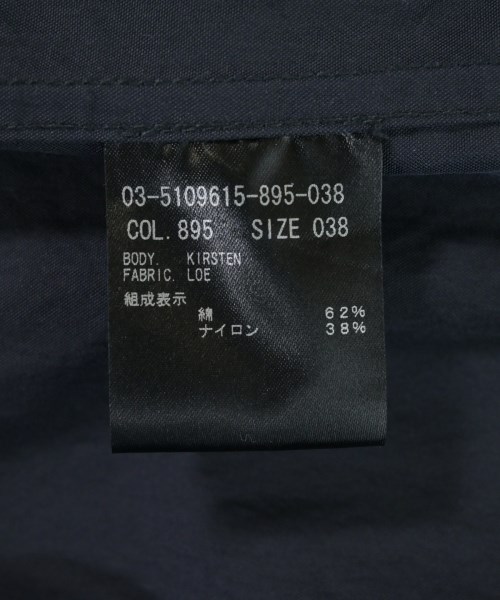 03-5109615-895-038
COL. 895 SIZE 038
BODY. KIRSTEN
FABRIC. LOE
組成表示
綿 62%
ナイロン 38%